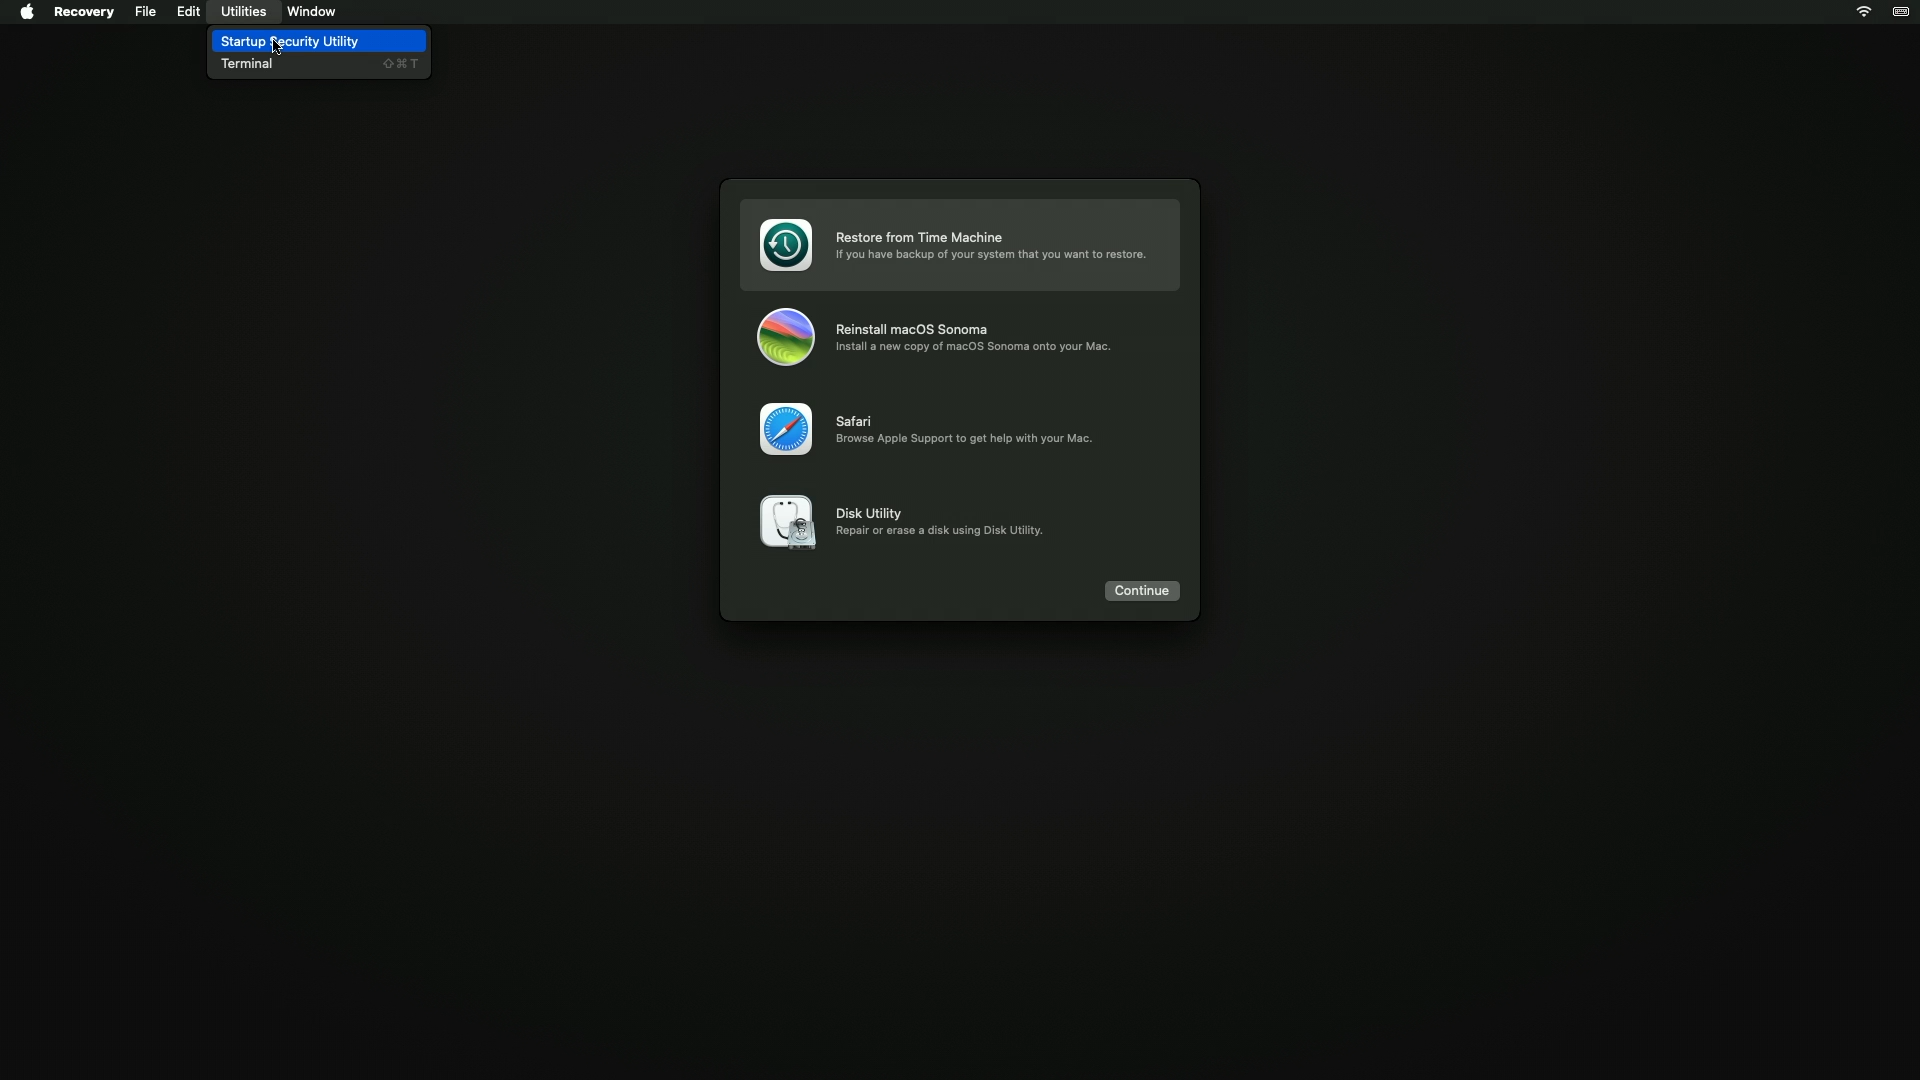 Recovery File Edit Utilities Window
Startup Security Utility
Terminal ⇧⌘T
Restore from Time Machine
If you have backup of your system that you want to restore.
Reinstall macOS Sonoma
Install a new copy of macOS Sonoma onto your Mac.
Safari
Browse Apple Support to get help with your Mac.
Disk Utility
Repair or erase a disk using Disk Utility.
Continue